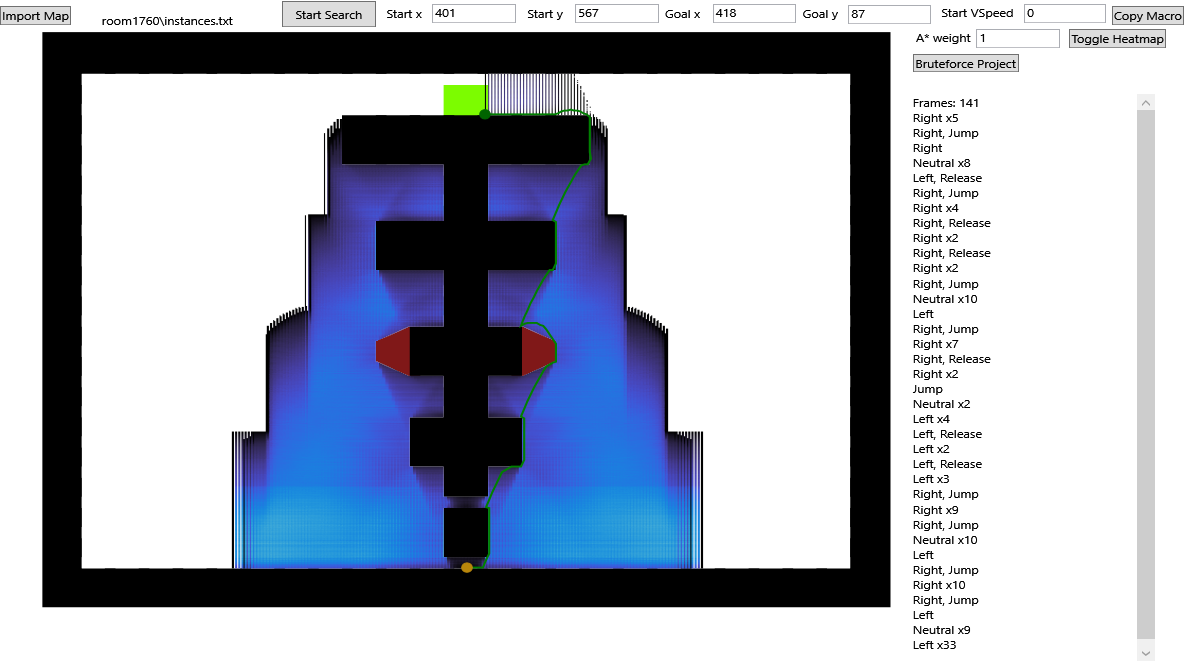 Import Map
room1760\instances.txt
Start Search
Start x 401
Start y 567
Goal x 418
Goal y 87
Start VSpeed 0
Copy Macro
A* weight 1
Toggle Heatmap
Bruteforce Project
Frames: 141
Right x5
Right, Jump
Right
Neutral x8
Left, Release
Right, Jump
Right x4
Right, Release
Right x2
Right, Release
Right x2
Right, Jump
Neutral x10
Left
Right, Jump
Right x7
Right, Release
Right x2
Jump
Neutral x2
Left x4
Left, Release
Left x2
Left, Release
Left x3
Right, Jump
Right x9
Right, Jump
Neutral x10
Left
Right, Jump
Right x10
Right, Jump
Left
Neutral x9
Left x33